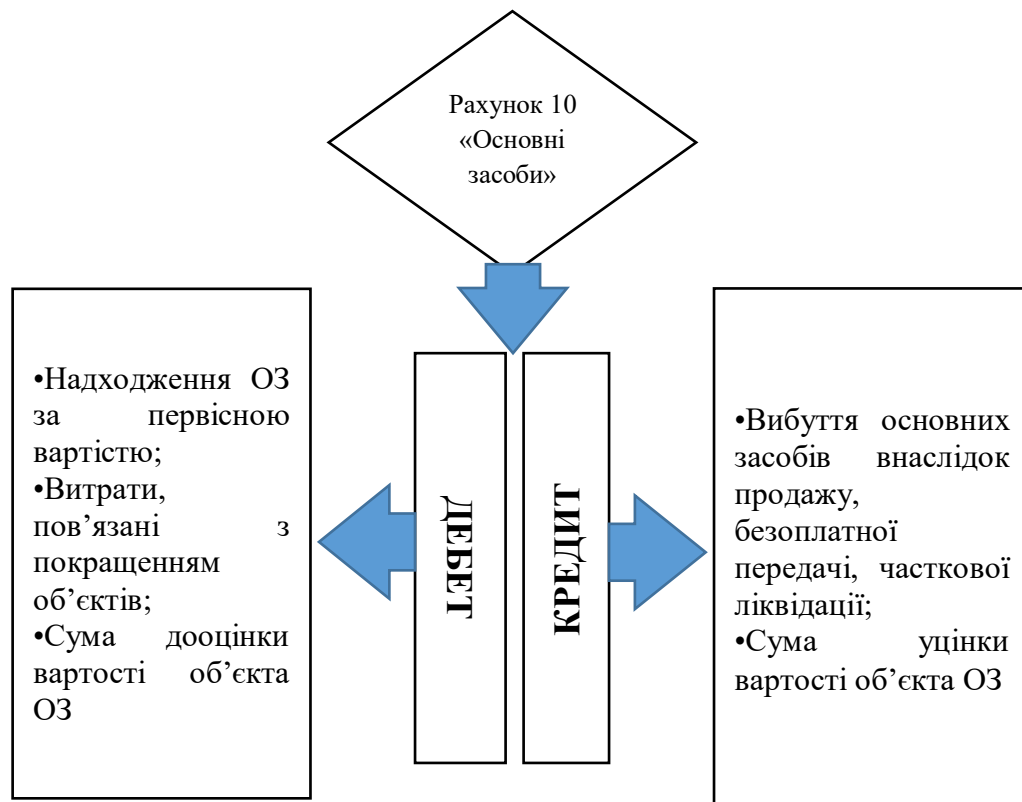 Рахунок 10
«Основні
засоби»
•Надходження ОЗ
за первісною
вартістю;
•Витрати,
пов’язані з
покращенням
об’єктів;
•Сума дооцінки
вартості об’єкта
ОЗ
ДЕБЕТ
КРЕДИТ
•Вибуття основних
засобів внаслідок
продажу,
безоплатної
передачі, часткової
ліквідації;
•Сума уцінки
вартості об’єкта ОЗ